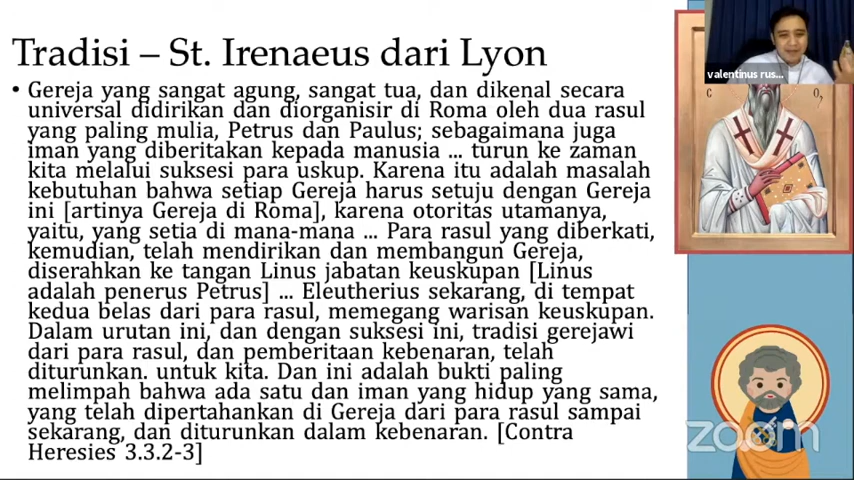 Tradisi – St. Irenaeus dari Lyon
• Gereja yang sangat agung, sangat tua, dan dikenal secara
universal didirikan dan diorganisir di Roma oleh dua rasul
yang paling mulia, Petrus dan Paulus; sebagaimana juga
iman yang diberitakan kepada manusia ... turun ke zaman
kita melalui suksesi para uskup. Karena itu adalah masalah
kebutuhan bahwa setiap Gereja harus setuju dengan Gereja
ini [artinya Gereja di Roma], karena otoritas utamanya,
yaitu, yang setia di mana-mana ... Para rasul yang diberkati,
kemudian, telah mendirikan dan membangun Gereja,
diserahkan ke tangan Linus jabatan keuskupan [Linus
adalah penerus Petrus] ... Eleutherius sekarang, di tempat
kedua belas dari para rasul, memegang warisan keuskupan.
Dalam urutan ini, dan dengan suksesi ini, tradisi gerejawi
dari para rasul, dan pemberitaan kebenaran, telah
diturunkan. untuk kita. Dan ini adalah bukti paling
melimpah bahwa ada satu dan iman yang hidup yang sama,
yang telah dipertahankan di Gereja dari para rasul sampai
sekarang, dan diturunkan dalam kebenaran. [Contra
Heresies 3.3.2-3]
valentinus rus...
zoom